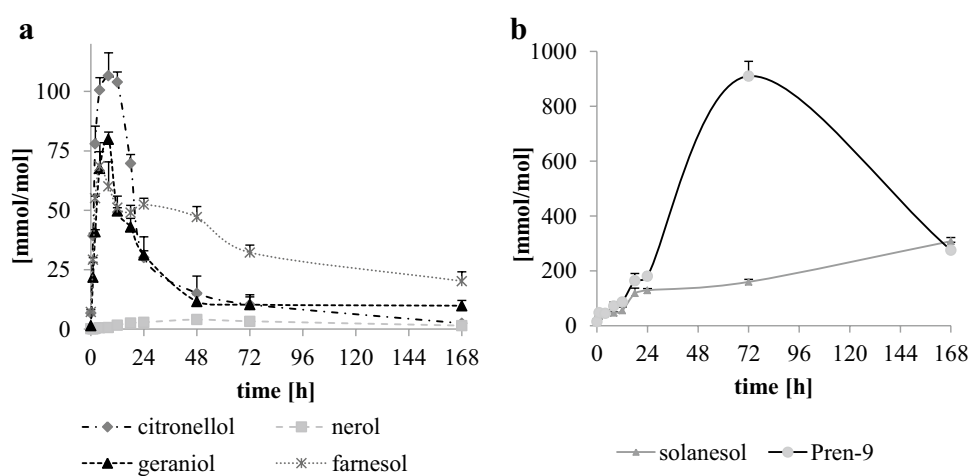 a
[mmol/mol]
100
75
50
25
0
0 24 48 72 96 120 144 168
time [h]
citronellol nerol
geraniol farnesol
b
[mmol/mol]
1000
800
600
400
200
0
0 24 48 72 96 120 144 168
time [h]
solanesol Pren-9